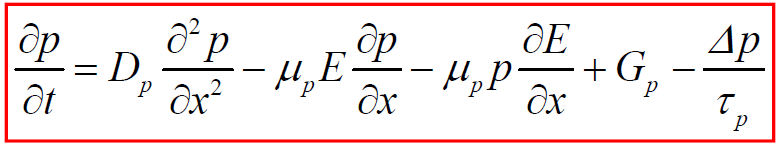 ∂p/∂t = D_p ∂²p/∂x² − μ_p E ∂p/∂x − μ_p p ∂E/∂x + G_p − Δp/τ_p